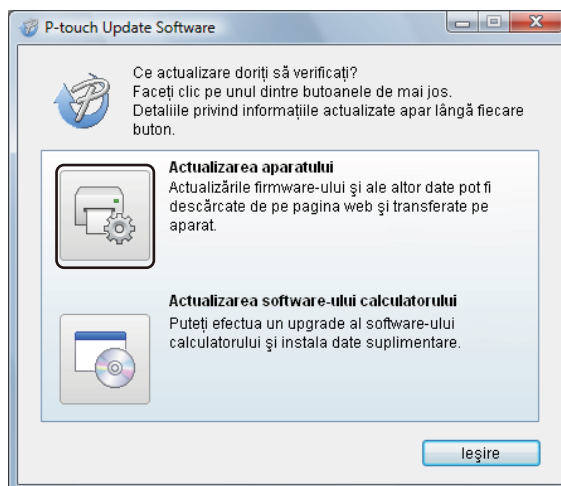 P-touch Update Software
Ce actualizare doriți să verificați?
Faceți clic pe unul dintre butoanele de mai jos.
Detaliile privind informațiile actualizate apar lângă fiecare
buton.
Actualizarea aparatului
Actualizările firmware-ului și ale altor date pot fi
descărcate de pe pagina web și transferate pe
aparat.
Actualizarea software-ului calculatorului
Puteți efectua un upgrade al software-ului
calculatorului și instala date suplimentare.
Ieșire